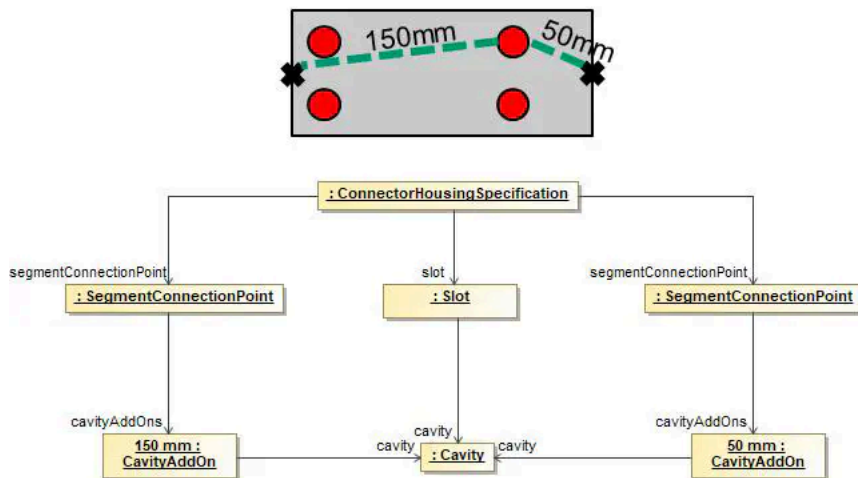 150mm
50mm
: ConnectorHousingSpecification
segmentConnectionPoint
slot
segmentConnectionPoint
: SegmentConnectionPoint
: Slot
: SegmentConnectionPoint
cavityAddOns
cavity
cavityAddOns
150 mm :
CavityAddOn
cavity
: Cavity
cavity
50 mm :
CavityAddOn